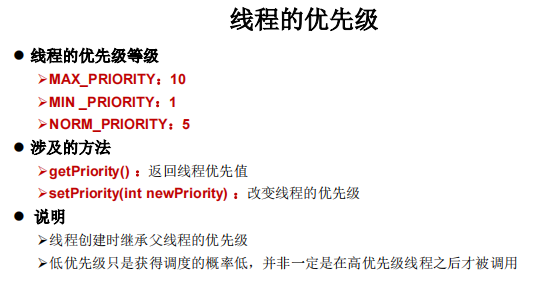 线程的优先级
● 线程的优先级等级
➢MAX_PRIORITY：10
➢MIN _PRIORITY：1
➢NORM_PRIORITY：5
● 涉及的方法
➢getPriority() ：返回线程优先值
➢setPriority(int newPriority) ：改变线程的优先级
● 说明
➢线程创建时继承父线程的优先级
➢低优先级只是获得调度的概率低，并非一定是在高优先级线程之后才被调用